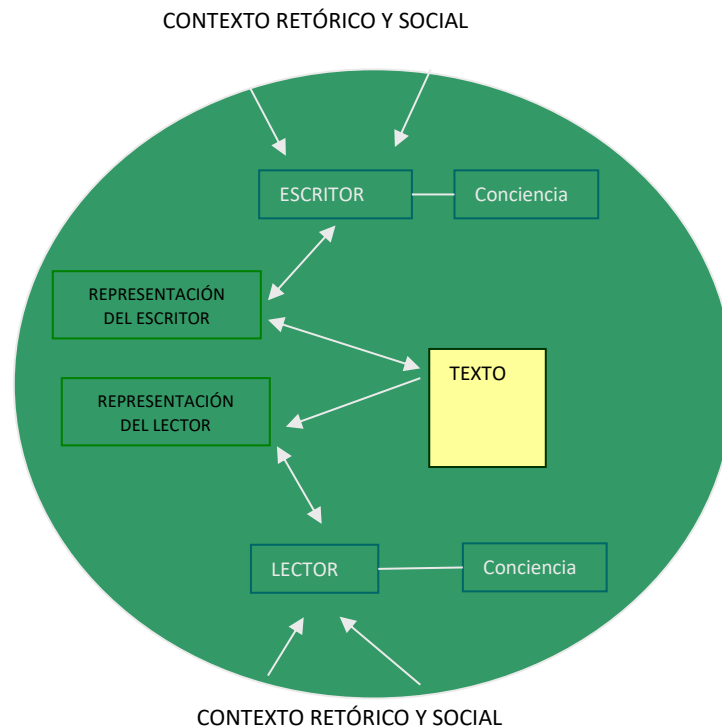 CONTEXTO RETÓRICO Y SOCIAL
ESCRITOR
Conciencia
REPRESENTACIÓN
DEL ESCRITOR
TEXTO
REPRESENTACIÓN
DEL LECTOR
LECTOR
Conciencia
CONTEXTO RETÓRICO Y SOCIAL